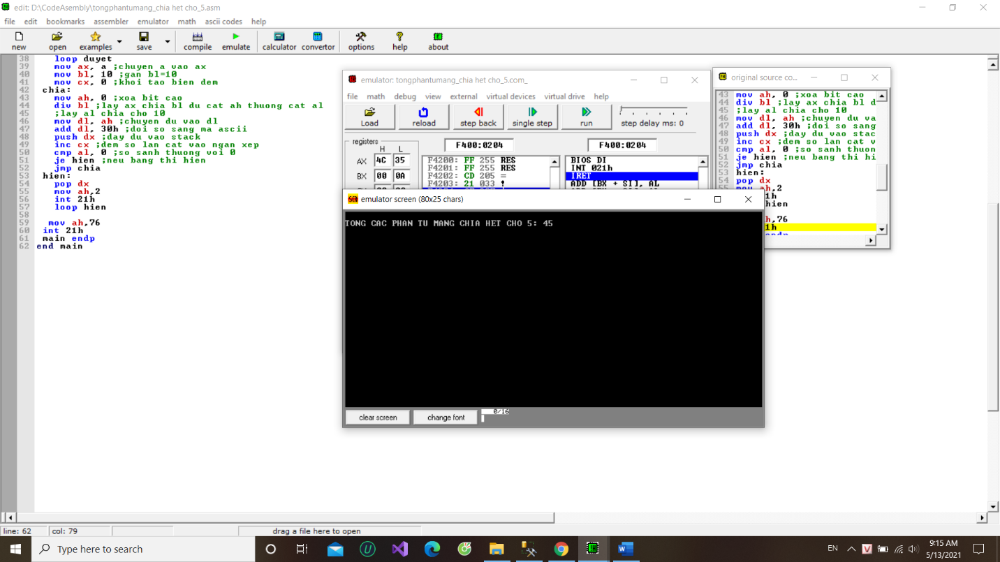 edit: D:\CodeAsembly\tongphantumang_chia het cho_5.asm
file edit bookmarks assembler emulator math ascii codes help
new open examples save compile emulate calculator convertor options help about
38 loop duyet
39 mov ax, a ;chuyen a vao ax
40 mov bl, 10 ;gan bl=10
41 mov cx, 0 ;khoi tao bien dem
42 chia:
43 mov ah, 0 ;xoa bit cao
44 div bl ;lay ax chia bl du cat ah thuong cat al
45 ;lay al chia cho 10
46 mov dl, ah ;chuyen du vao dl
47 add dl, 30h ;doi so sang ma ascii
48 push dx ;day du vao stack
49 inc cx ;dem so lan cat vao ngan xep
50 cmp al, 0 ;so sanh thuong voi 0
51 je hien ;neu bang thi hien
52 jmp chia
53 hien:
54 pop dx
55 mov ah,2
56 int 21h
57 loop hien
58
59 mov ah,76
60 int 21h
61 main endp
62 end main
emulator: tongphantumang_chia het cho_5.com_
file math debug view external virtual devices virtual drive help
Load reload step back single step run step delay ms: 0
registers
H L
AX 4C 35
BX 00 0A
F400:0204 F400:0204
F4200: FF 255 RES
F4201: FF 255 RES
F4202: CD 205 =
F4203: 21 033 !
BIOS DI
INT 021h
IRET
ADD [BX + SI], AL
original source co...
43 mov ah, 0 ;xoa bit cao
44 div bl ;lay ax chia bl d
45 ;lay al chia cho 10
46 mov dl, ah ;chuyen du va
47 add dl, 30h ;doi so sang
48 push dx ;day du vao stac
49 inc cx ;dem so lan cat v
50 cmp al, 0 ;so sanh thuon
51 je hien ;neu bang thi hi
52 jmp chia
53 hien:
54 pop dx
mov ah,2
1h
hien
h,76
1h
endp
emulator screen (80x25 chars)
TONG CAC PHAN TU MANG CHIA HET CHO 5: 45
clear screen change font 0/16
line: 62 col: 79 drag a file here to open
Type here to search
EN
9:15 AM
5/13/2021